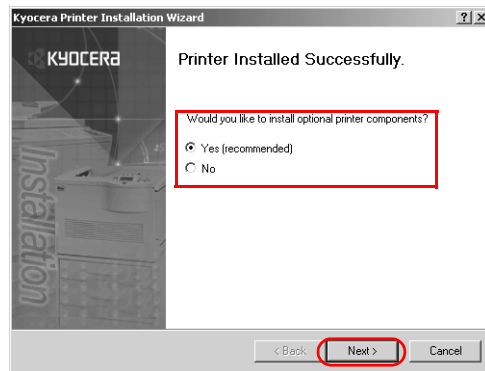 Kyocera Printer Installation Wizard
? X
KYOCERA
Printer Installed Successfully.
Would you like to install optional printer components?
Yes (recommended)
No
Installation
< Back
Next >
Cancel